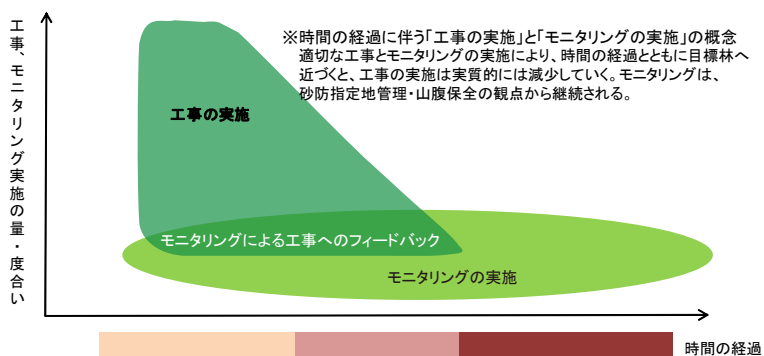 工事、モニタリング実施の量・度合い
※時間の経過に伴う「工事の実施」と「モニタリングの実施」の概念
適切な工事とモニタリングの実施により、時間の経過とともに目標林へ
近づくと、工事の実施は実質的には減少していく。モニタリングは、
砂防指定地管理・山腹保全の観点から継続される。
工事の実施
モニタリングによる工事へのフィードバック
モニタリングの実施
時間の経過